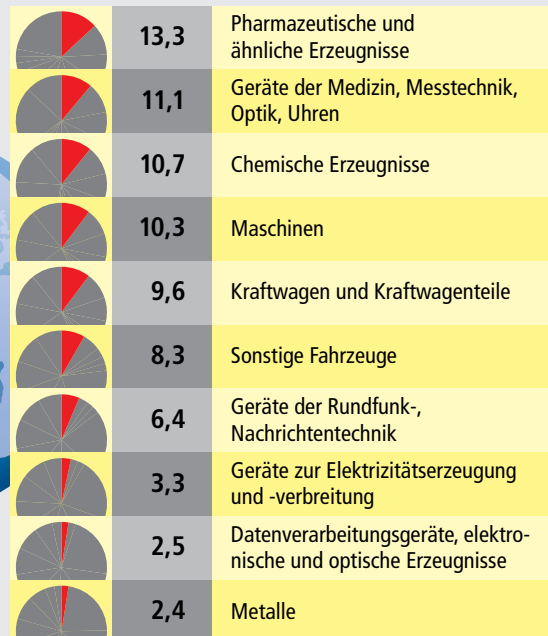 13,3
Pharmazeutische und
ähnliche Erzeugnisse
11,1
Geräte der Medizin, Messtechnik,
Optik, Uhren
10,7
Chemische Erzeugnisse
10,3
Maschinen
9,6
Kraftwagen und Kraftwagenteile
8,3
Sonstige Fahrzeuge
6,4
Geräte der Rundfunk-,
Nachrichtentechnik
3,3
Geräte zur Elektrizitätserzeugung
und -verbreitung
2,5
Datenverarbeitungsgeräte, elektro-
nische und optische Erzeugnisse
2,4
Metalle